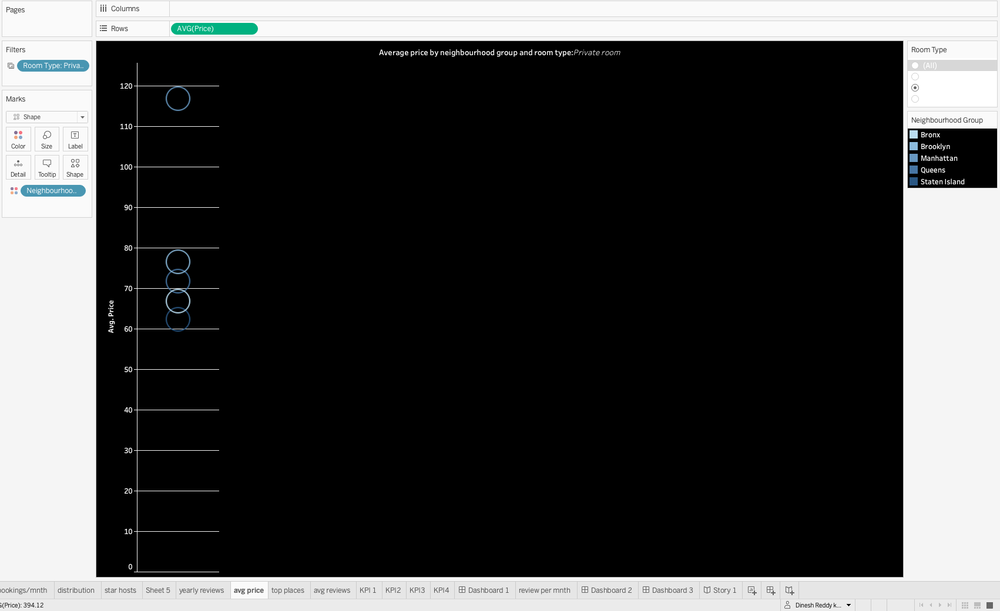 Pages
Columns
Rows
AVG(Price)
Filters
Room Type: Priva..
Marks
Shape
Color
Size
Label
Detail
Tooltip
Shape
Neighbourhoo..
Average price by neighbourhood group and room type:Private room
120
110
100
90
80
70
60
50
40
30
20
10
0
Avg. Price
Room Type
(All)
Neighbourhood Group
Bronx
Brooklyn
Manhattan
Queens
Staten Island
ookings/mnth distribution star hosts Sheet 5 yearly reviews avg price top places avg reviews KPI 1 KPI2 KPI3 KPI4 Dashboard 1 review per mnth Dashboard 2 Dashboard 3 Story 1
(Price): 394.12
Dinesh Reddy k...